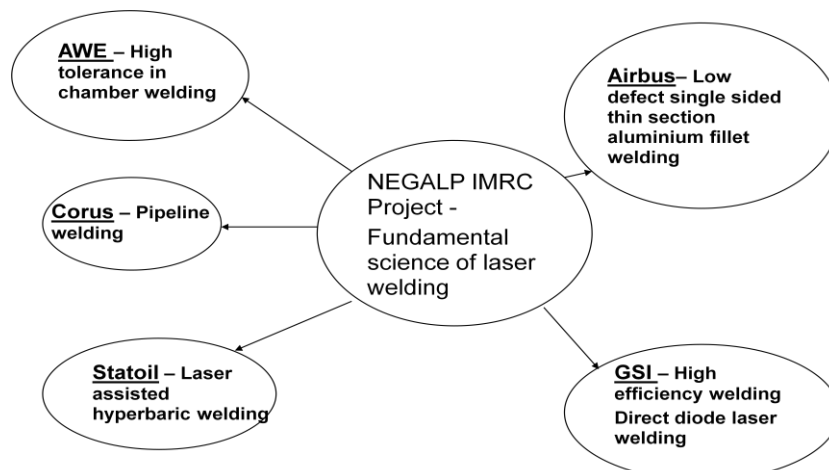 AWE – High
tolerance in
chamber welding
Airbus– Low
defect single sided
thin section
aluminium fillet
welding
NEGALP IMRC
Project -
Fundamental
science of laser
welding
Corus – Pipeline
welding
Statoil – Laser
assisted
hyperbaric welding
GSI – High
efficiency welding
Direct diode laser
welding